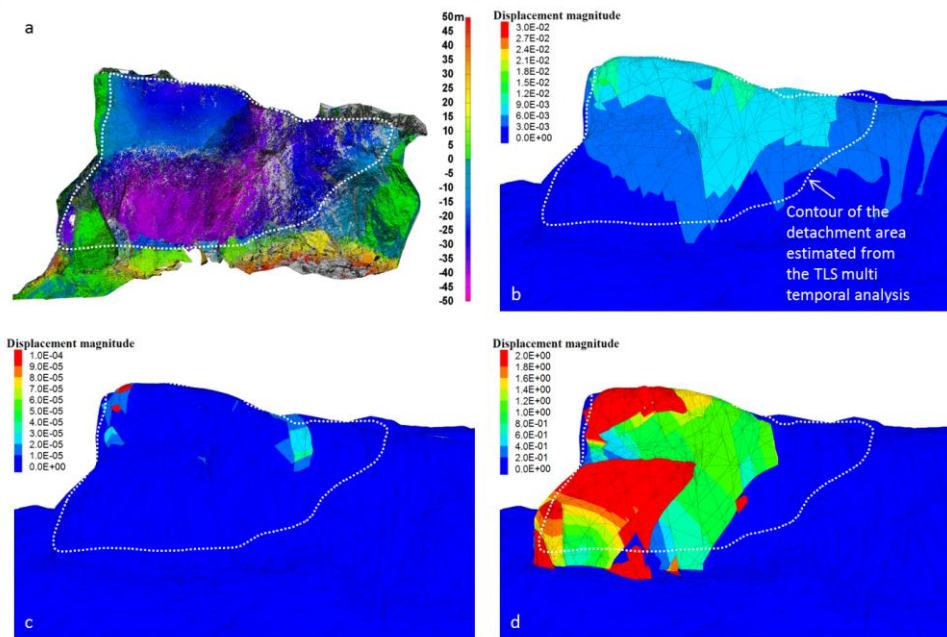 a
50m
45
40
35
30
25
20
15
10
5
0
-5
-10
-15
-20
-25
-30
-35
-40
-45
-50
Displacement magnitude
3.0E-02
2.7E-02
2.4E-02
2.1E-02
1.8E-02
1.5E-02
1.2E-02
9.0E-03
6.0E-03
3.0E-03
0.0E+00
Contour of the
detachment area
estimated from
the TLS multi
temporal analysis
b
Displacement magnitude
1.0E-04
9.0E-05
8.0E-05
7.0E-05
6.0E-05
5.0E-05
4.0E-05
3.0E-05
2.0E-05
1.0E-05
0.0E+00
c
Displacement magnitude
2.0E+00
1.8E+00
1.6E+00
1.4E+00
1.2E+00
1.0E+00
8.0E-01
6.0E-01
4.0E-01
2.0E-01
0.0E+00
d